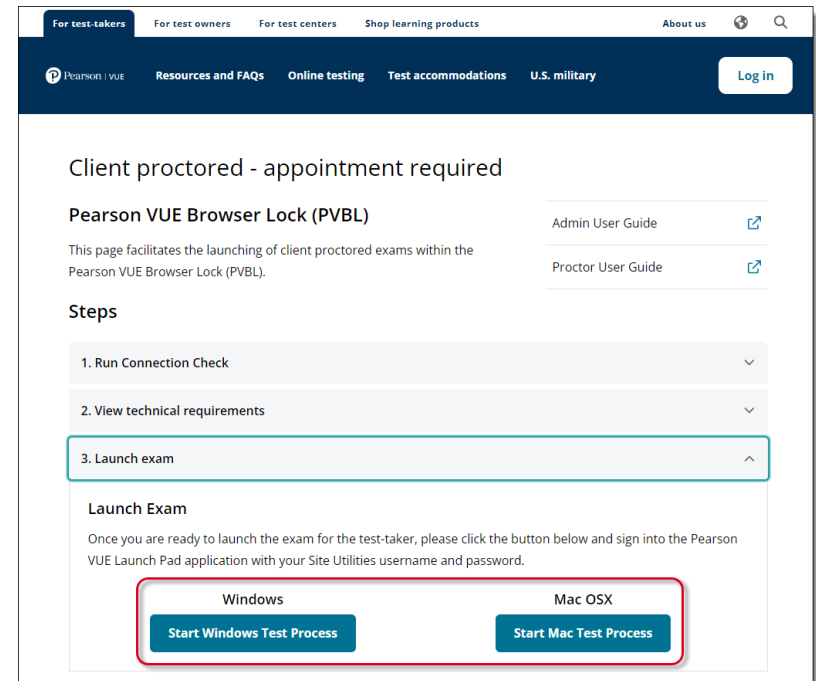 For test-takers For test owners For test centers Shop learning products About us
Pearson | VUE Resources and FAQs Online testing Test accommodations U.S. military Log in
Client proctored - appointment required
Pearson VUE Browser Lock (PVBL)
This page facilitates the launching of client proctored exams within the
Pearson VUE Browser Lock (PVBL).
Admin User Guide
Proctor User Guide
Steps
1. Run Connection Check
2. View technical requirements
3. Launch exam
Launch Exam
Once you are ready to launch the exam for the test-taker, please click the button below and sign into the Pearson
VUE Launch Pad application with your Site Utilities username and password.
Windows Mac OSX
Start Windows Test Process Start Mac Test Process